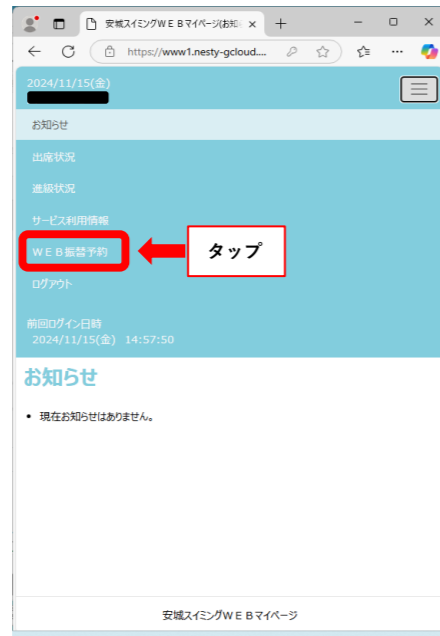 安城スイミングWEBマイページ(お知
https://www1.nesty-gcloud....
2024/11/15(金)
お知らせ
出席状況
進級状況
サービス利用情報
WEB振替予約
タップ
ログアウト
前回ログイン日時
2024/11/15(金) 14:57:50
お知らせ
• 現在お知らせはありません。
安城スイミングWEBマイページ